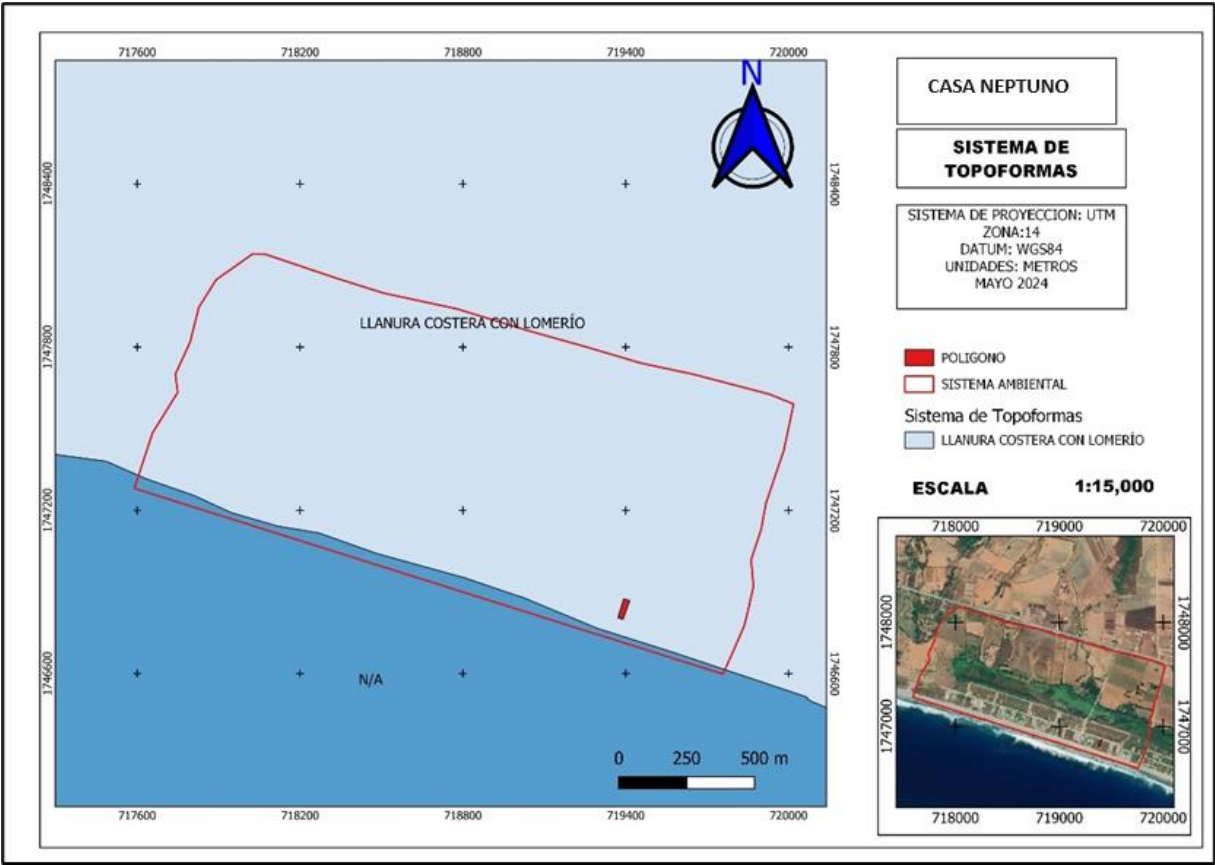 717600 718200 718800 719400 720000
N
1748400 1748400
LLANURA COSTERA CON LOMERÍO
1747800 1747800
1747200 1747200
1746600 1746600
N/A
0 250 500 m
717600 718200 718800 719400 720000
CASA NEPTUNO
SISTEMA DE
TOPOFORMAS
SISTEMA DE PROYECCION: UTM
ZONA:14
DATUM: WGS84
UNIDADES: METROS
MAYO 2024
POLIGONO
SISTEMA AMBIENTAL
Sistema de Topoformas
LLANURA COSTERA CON LOMERÍO
ESCALA 1:15,000
718000 719000 720000
1748000 1748000
1747000 1747000
718000 719000 720000